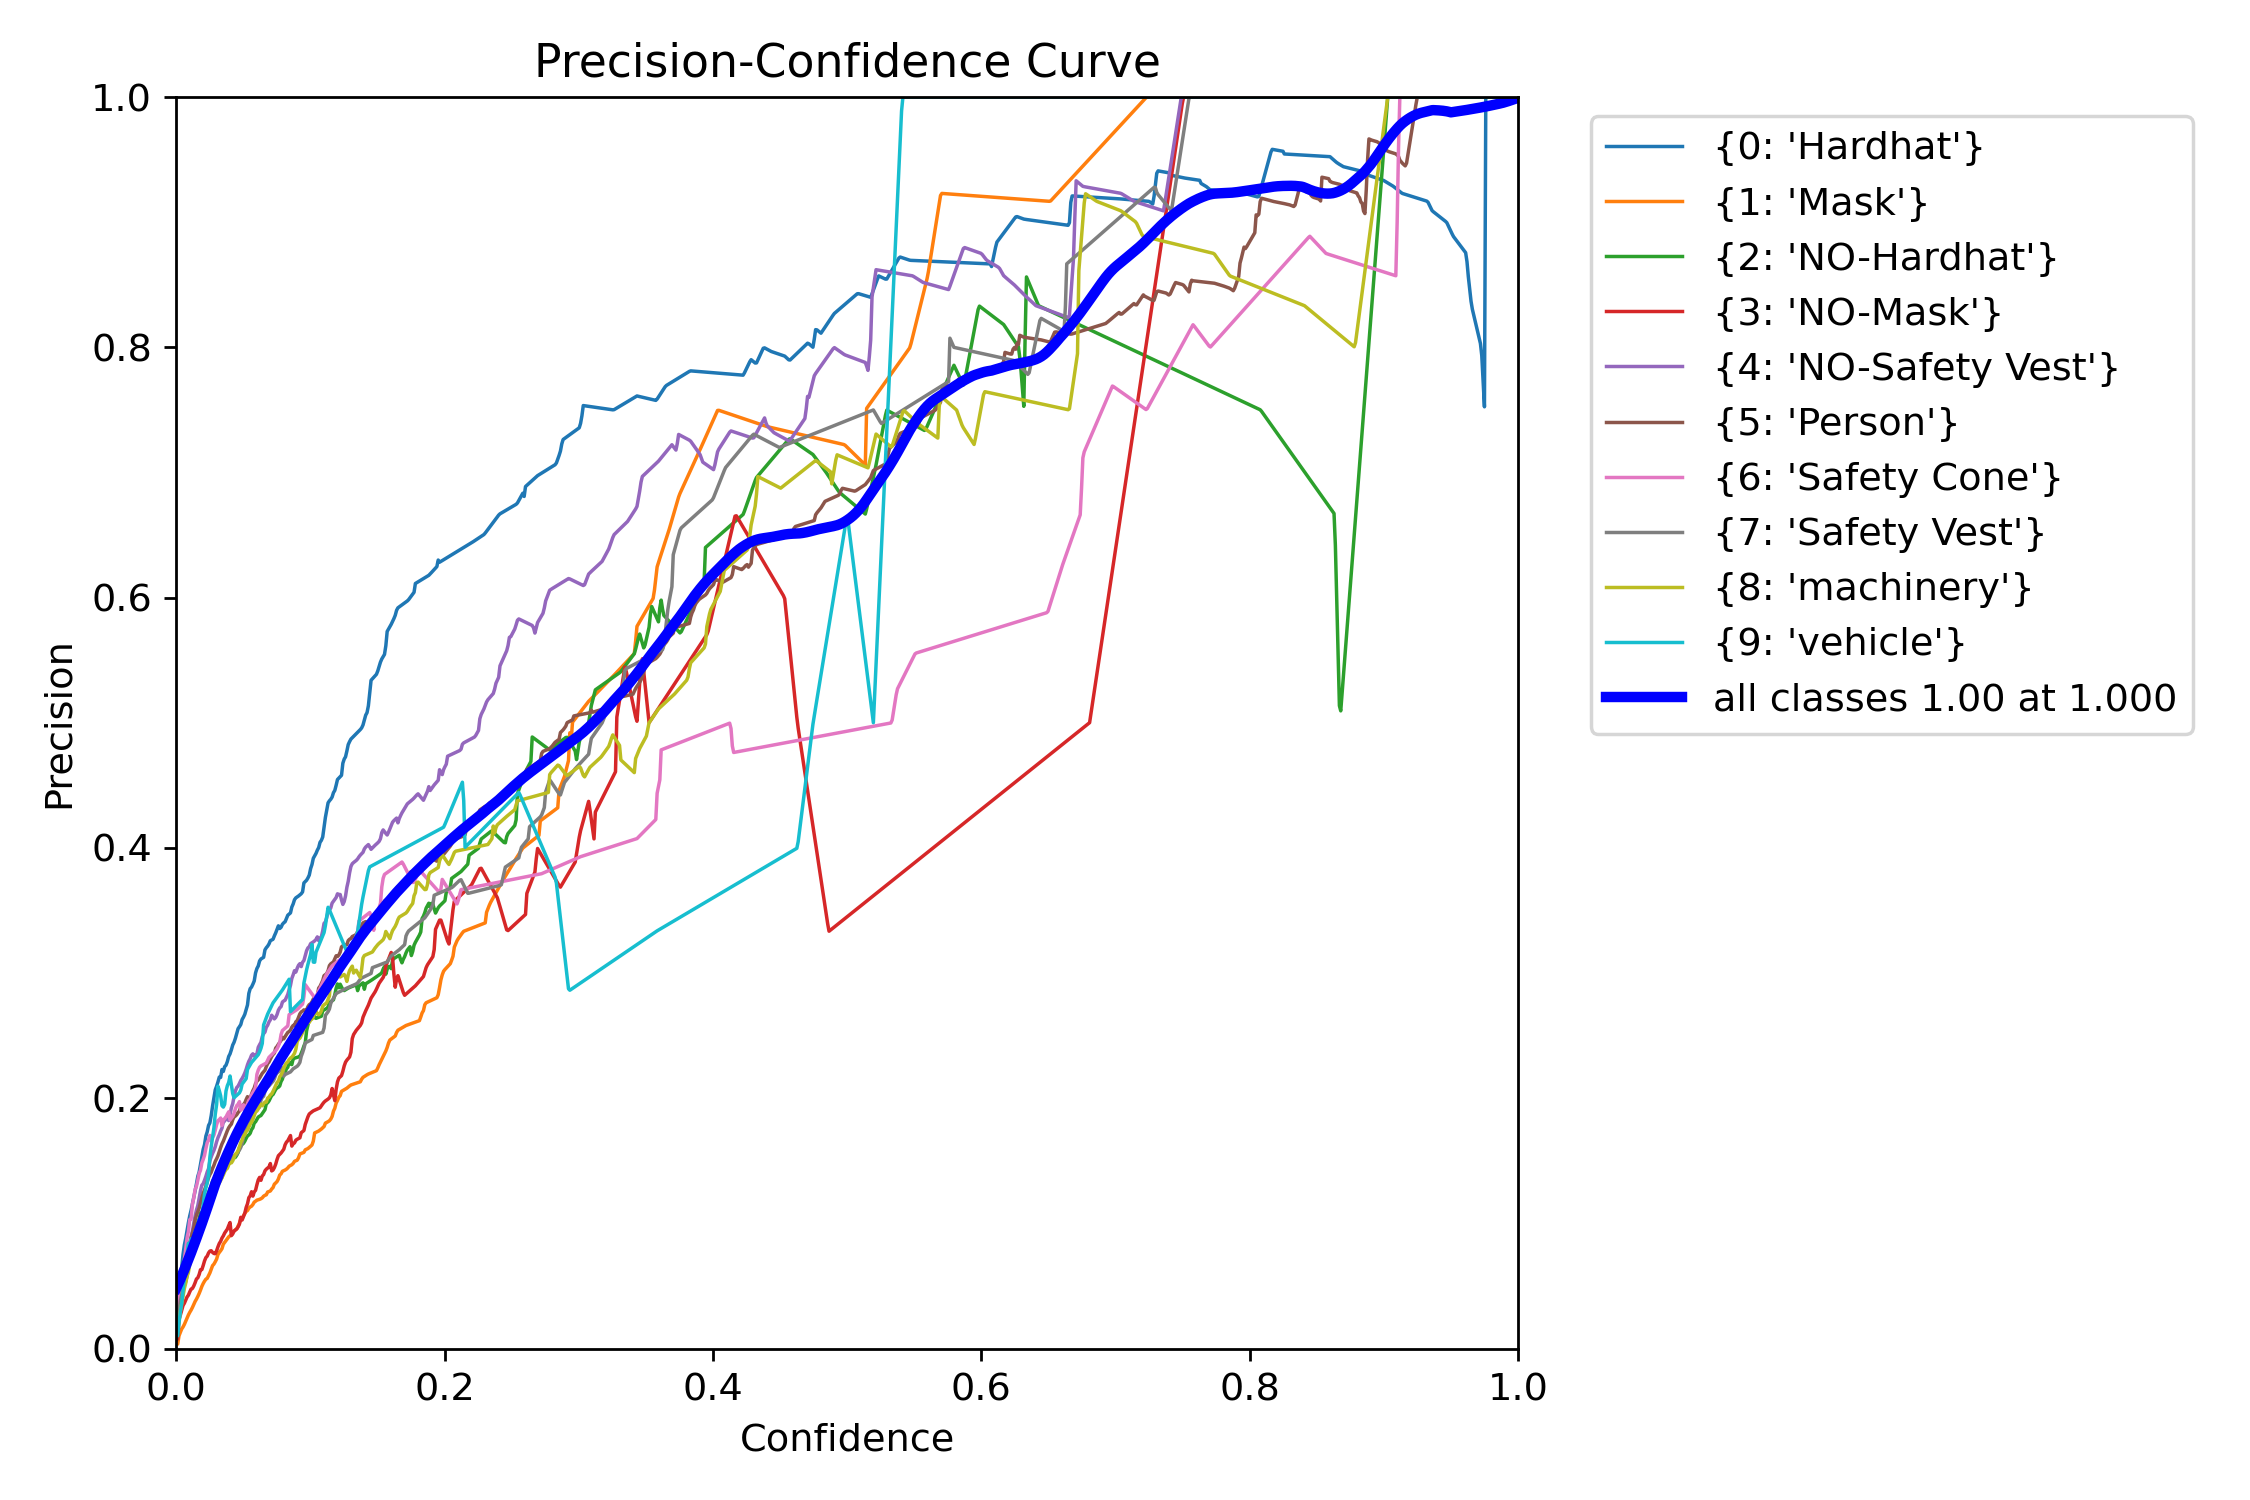 Precision-Confidence Curve
1.0
0.8
0.6
0.4
0.2
0.0
Precision
0.0 0.2 0.4 0.6 0.8 1.0
Confidence
{0: 'Hardhat'}
{1: 'Mask'}
{2: 'NO-Hardhat'}
{3: 'NO-Mask'}
{4: 'NO-Safety Vest'}
{5: 'Person'}
{6: 'Safety Cone'}
{7: 'Safety Vest'}
{8: 'machinery'}
{9: 'vehicle'}
all classes 1.00 at 1.000